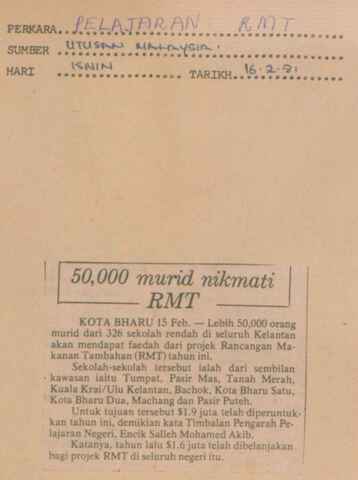 PERKARA PELAJARAN RMT
SUMBER UTUSAN MALAYSIA.
HARI ISNIN TARIKH 16.2.81
50,000 murid nikmati
RMT
KOTA BHARU 15 Feb. — Lebih 50,000 orang
murid dari 326 sekolah rendah di seluruh Kelantan
akan mendapat faedah dari projek Rancangan Ma-
kanan Tambahan (RMT) tahun ini.
Sekolah-sekolah tersebut ialah dari sembilan
kawasan iaitu Tumpat, Pasir Mas, Tanah Merah,
Kuala Krai/Ulu Kelantan, Bachok, Kota Bharu Satu,
Kota Bharu Dua, Machang dan Pasir Puteh.
Untuk tujuan tersebut $1.9 juta telah diperuntuk-
kan tahun ini, demikian kata Timbalan Pengarah Pe-
lajaran Negeri, Encik Salleh Mohamed Akib.
Katanya, tahun lalu $1.6 juta telah dibelanjakan
bagi projek RMT di seluruh negeri itu.